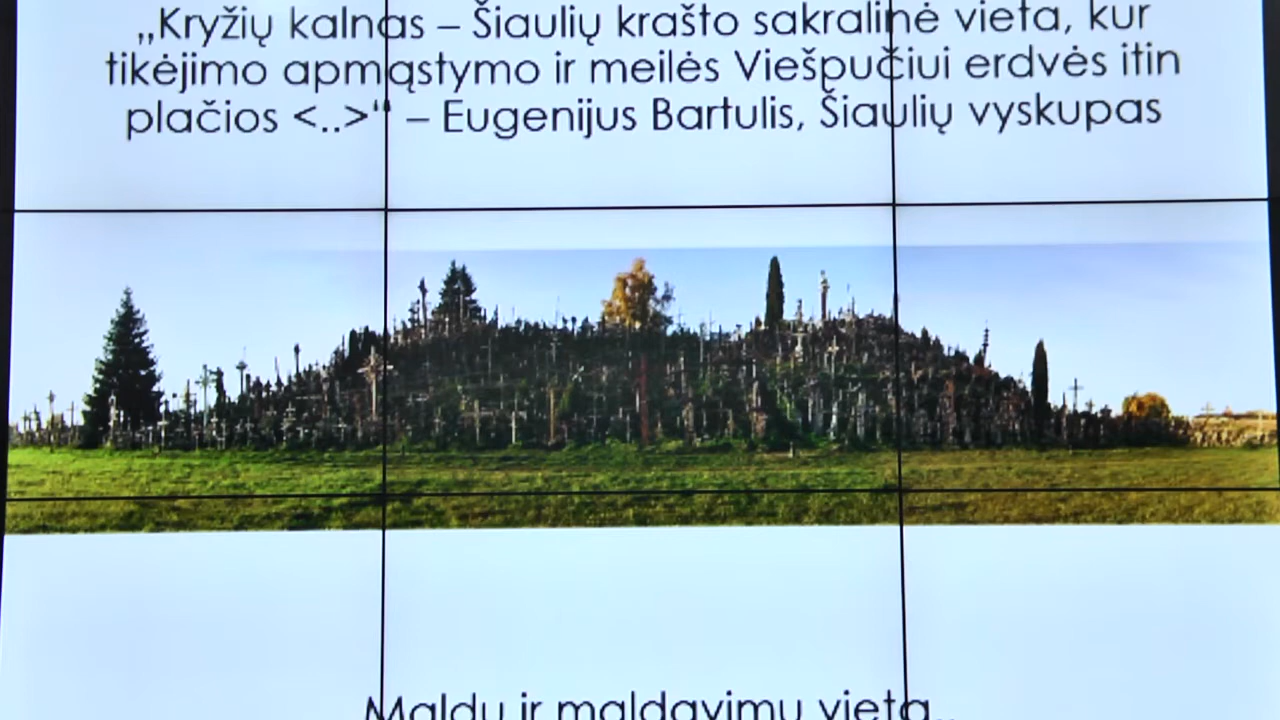 „Kryžių kalnas – Šiaulių krašto sakralinė vieta, kur
tikėjimo apmąstymo ir meilės Viešpučiui erdvės itin
plačios <..>“ – Eugenijus Bartulis, Šiaulių vyskupas
Maldų ir maldavimų vieta..